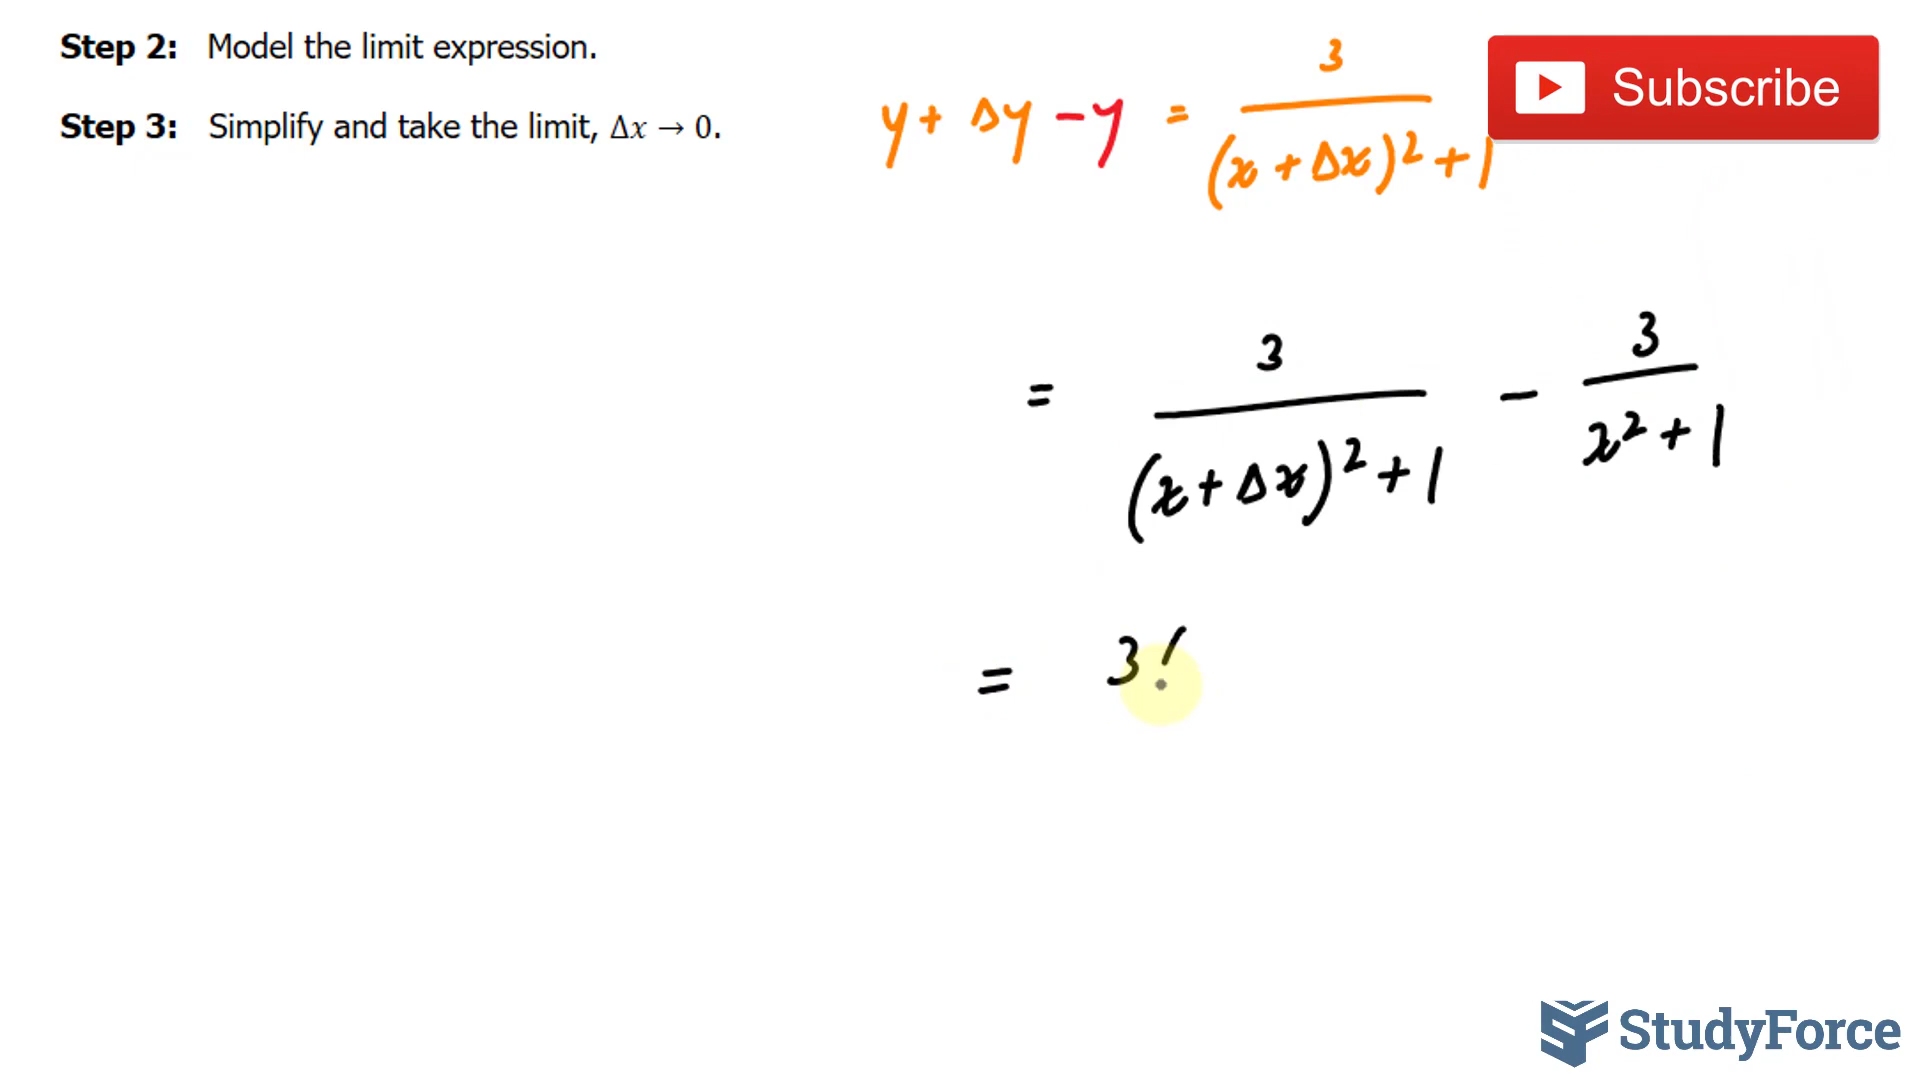 Step 2: Model the limit expression.
Step 3: Simplify and take the limit, Δx → 0.
y + Δy - y = 3 / (x + Δx)² + 1
Subscribe
= 3 / (x + Δx)² + 1 - 3 / x² + 1
= 3(
StudyForce